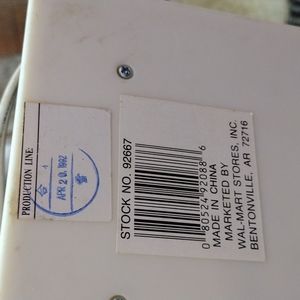 PRODUCTION LINE:
APR 20. 1992
STOCK NO. 92667
0 80524 92088 6
MADE IN CHINA
MARKETED BY
WAL-MART STORES, INC.
BENTONVILLE, AR 72716